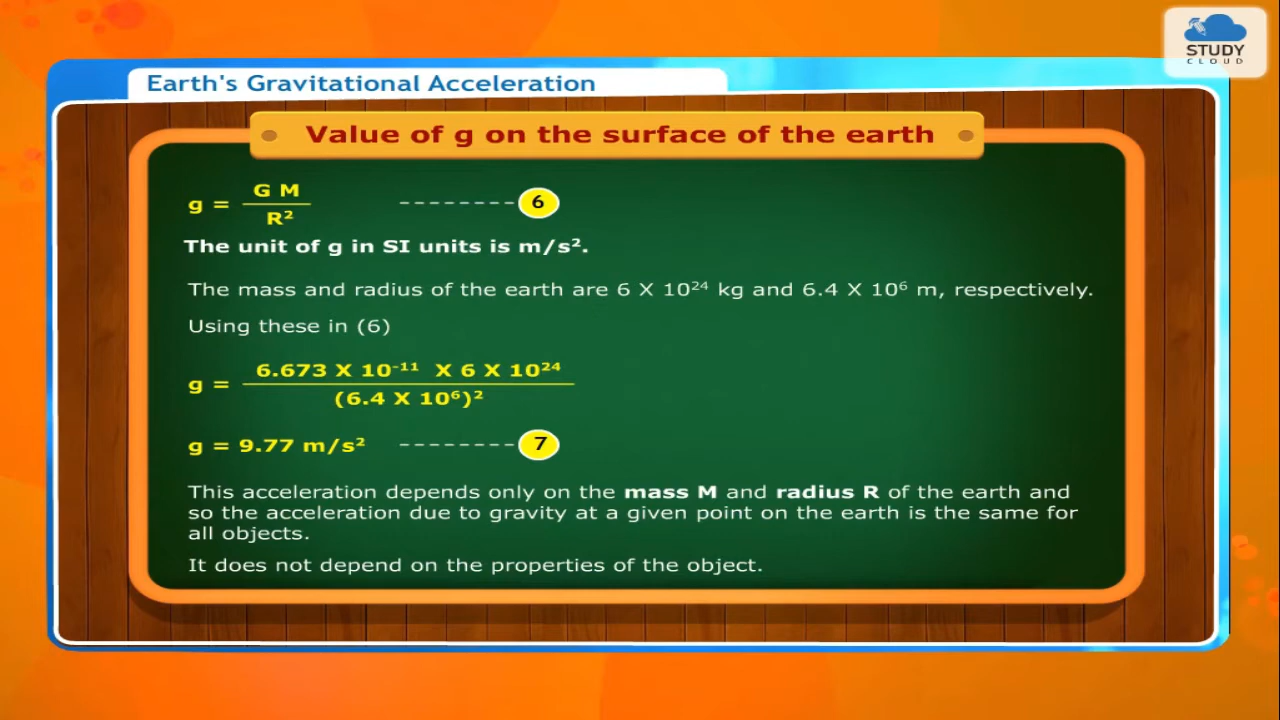 STUDY
CLOUD
Earth's Gravitational Acceleration
Value of g on the surface of the earth
g = G M / R² -------- 6
The unit of g in SI units is m/s².
The mass and radius of the earth are 6 X 10²⁴ kg and 6.4 X 10⁶ m, respectively.
Using these in (6)
g = 6.673 X 10⁻¹¹ X 6 X 10²⁴ / (6.4 X 10⁶)²
g = 9.77 m/s² -------- 7
This acceleration depends only on the mass M and radius R of the earth and
so the acceleration due to gravity at a given point on the earth is the same for
all objects.
It does not depend on the properties of the object.